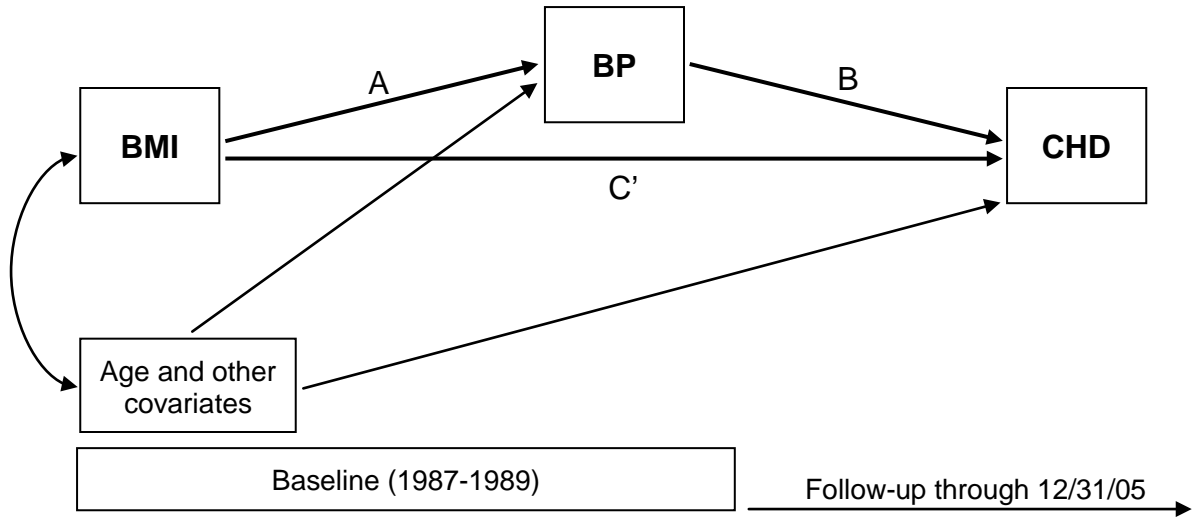 BP
A
B
BMI
CHD
C’
Age and other
covariates
Baseline (1987-1989)
Follow-up through 12/31/05